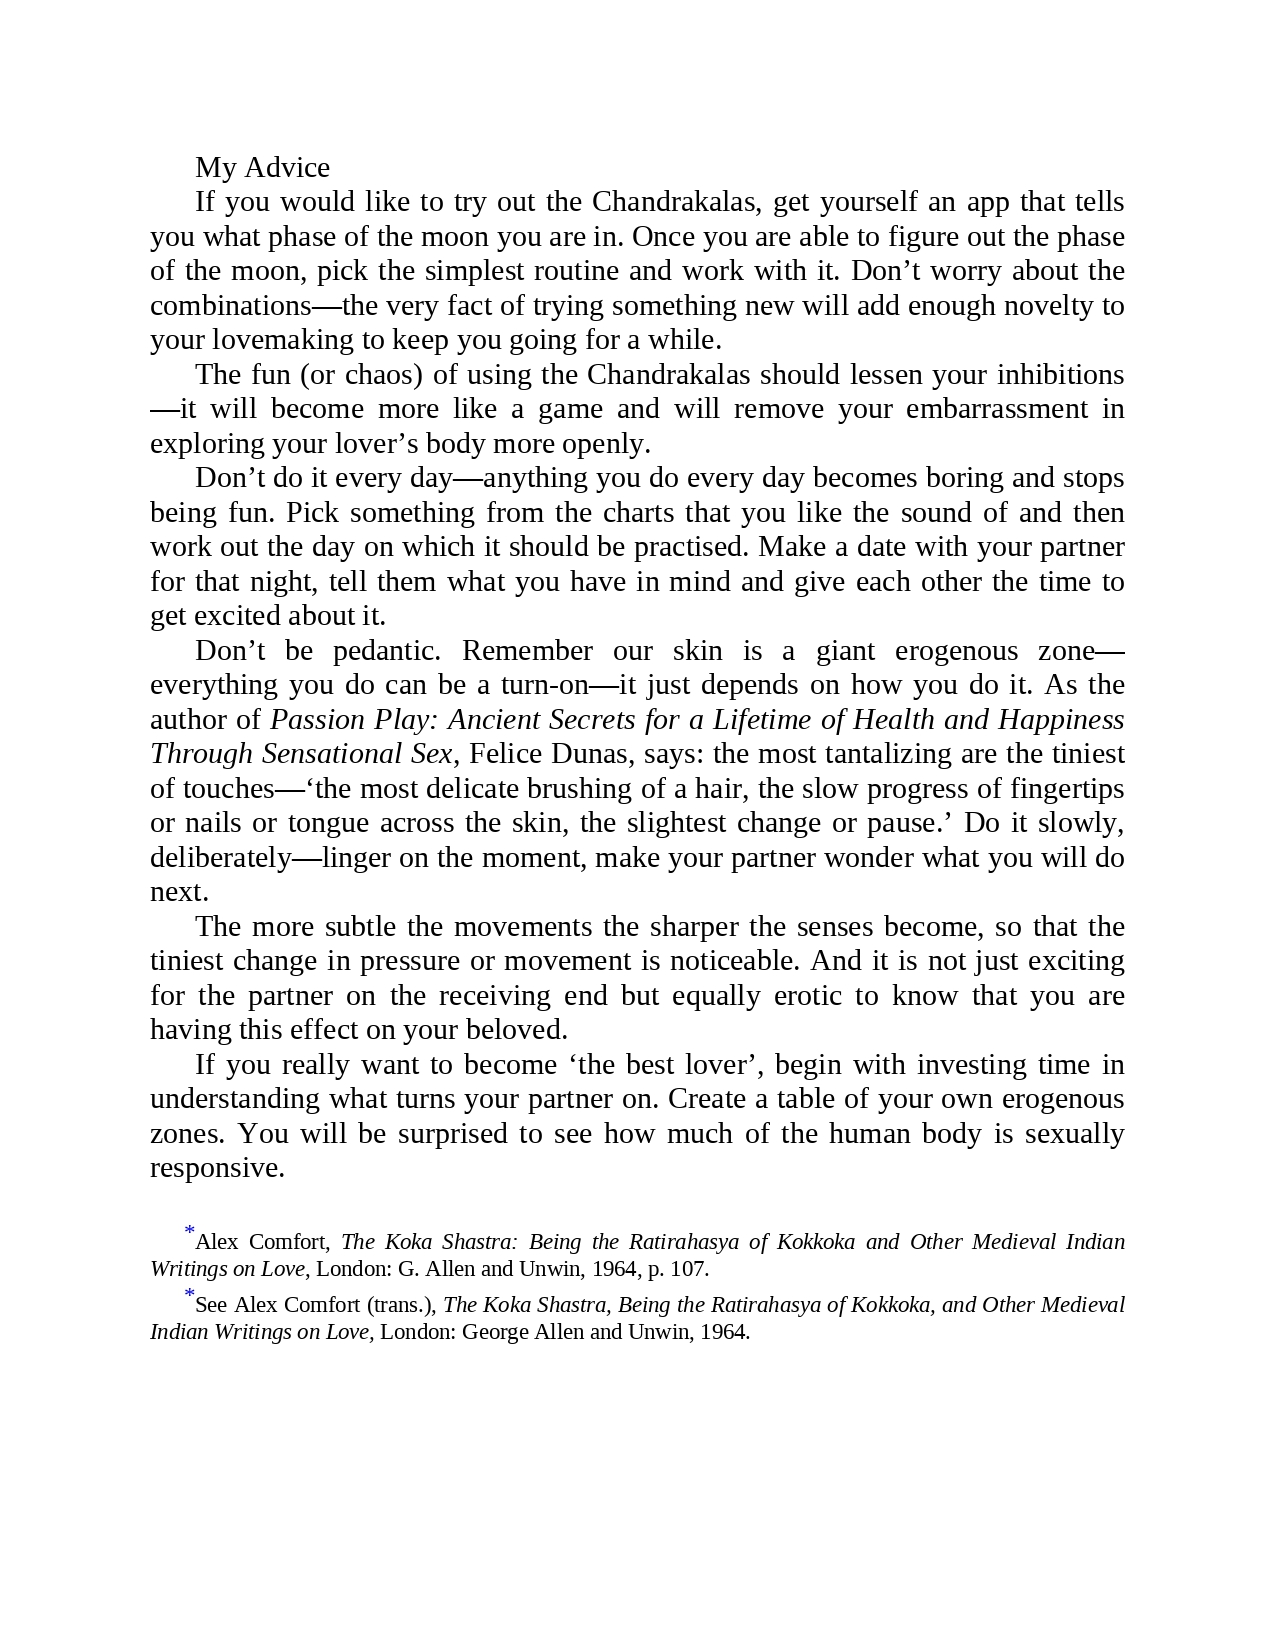 My Advice
If you would like to try out the Chandrakalas, get yourself an app that tells
you what phase of the moon you are in. Once you are able to figure out the phase
of the moon, pick the simplest routine and work with it. Don’t worry about the
combinations—the very fact of trying something new will add enough novelty to
your lovemaking to keep you going for a while.
The fun (or chaos) of using the Chandrakalas should lessen your inhibitions
—it will become more like a game and will remove your embarrassment in
exploring your lover’s body more openly.
Don’t do it every day—anything you do every day becomes boring and stops
being fun. Pick something from the charts that you like the sound of and then
work out the day on which it should be practised. Make a date with your partner
for that night, tell them what you have in mind and give each other the time to
get excited about it.
Don’t be pedantic. Remember our skin is a giant erogenous zone—
everything you do can be a turn-on—it just depends on how you do it. As the
author of Passion Play: Ancient Secrets for a Lifetime of Health and Happiness
Through Sensational Sex, Felice Dunas, says: the most tantalizing are the tiniest
of touches—‘the most delicate brushing of a hair, the slow progress of fingertips
or nails or tongue across the skin, the slightest change or pause.’ Do it slowly,
deliberately—linger on the moment, make your partner wonder what you will do
next.
The more subtle the movements the sharper the senses become, so that the
tiniest change in pressure or movement is noticeable. And it is not just exciting
for the partner on the receiving end but equally erotic to know that you are
having this effect on your beloved.
If you really want to become ‘the best lover’, begin with investing time in
understanding what turns your partner on. Create a table of your own erogenous
zones. You will be surprised to see how much of the human body is sexually
responsive.
*Alex Comfort, The Koka Shastra: Being the Ratirahasya of Kokkoka and Other Medieval Indian
Writings on Love, London: G. Allen and Unwin, 1964, p. 107.
*See Alex Comfort (trans.), The Koka Shastra, Being the Ratirahasya of Kokkoka, and Other Medieval
Indian Writings on Love, London: George Allen and Unwin, 1964.